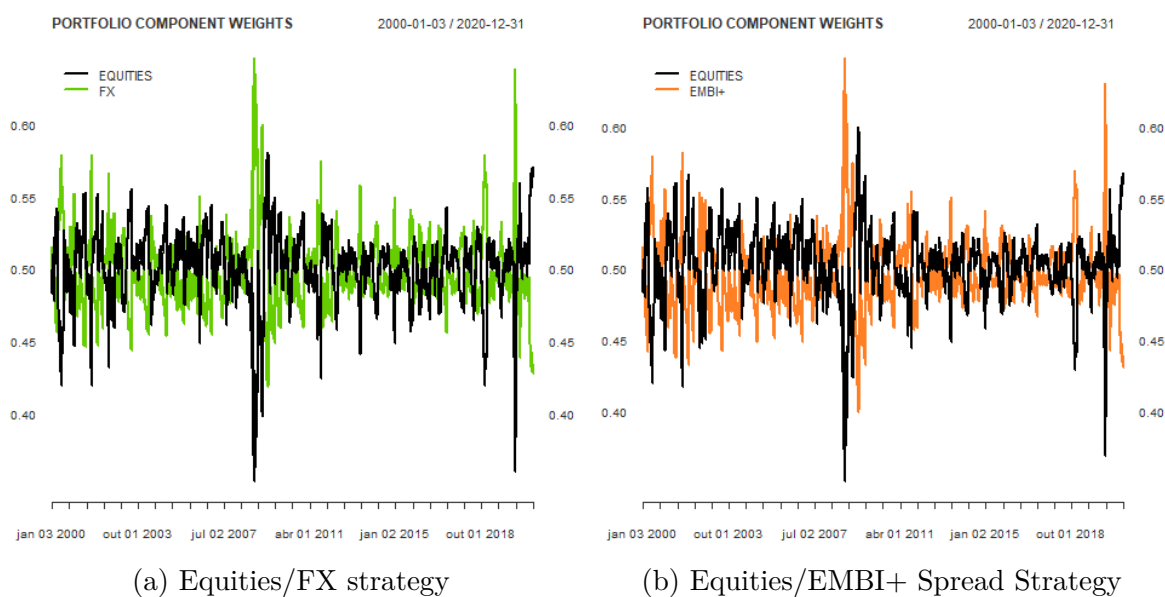 PORTFOLIO COMPONENT WEIGHTS 2000-01-03 / 2020-12-31
EQUITIES
FX
0.60 0.60
0.55 0.55
0.50 0.50
0.45 0.45
0.40 0.40
jan 03 2000 out 01 2003 jul 02 2007 abr 01 2011 jan 02 2015 out 01 2018
(a) Equities/FX strategy
PORTFOLIO COMPONENT WEIGHTS 2000-01-03 / 2020-12-31
EQUITIES
EMBI+
0.60 0.60
0.55 0.55
0.50 0.50
0.45 0.45
0.40 0.40
jan 03 2000 out 01 2003 jul 02 2007 abr 01 2011 jan 02 2015 out 01 2018
(b) Equities/EMBI+ Spread Strategy